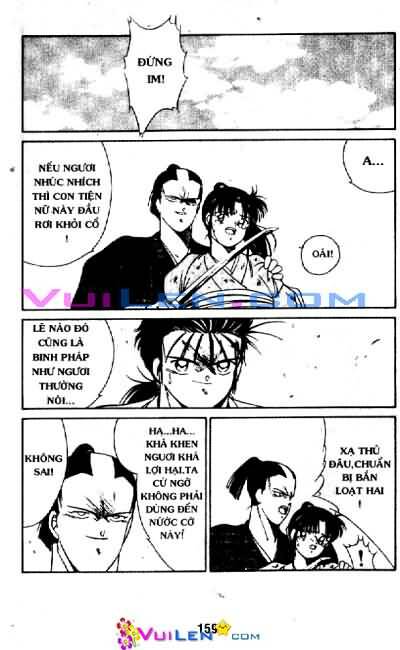 ĐỨNG
IM!
A...
NẾU NGƯƠI
NHÚC NHÍCH
THÌ CON TIỆN
NỮ NÀY ĐẦU
RƠI KHỎI CỔ
!
OÁI!
VUILEN.COM
LẼ NÀO ĐÓ
CŨNG LÀ
BINH PHÁP
NHƯ NGƯƠI
THƯỜNG
NÓI...
KHÔNG
SAI!
HA...HA...
KHÁ KHEN
NGƯƠI KHÁ
LỢI HẠI.TA
CỨ NGỠ
KHÔNG PHẢI
DÙNG ĐẾN
NƯỚC CỜ
NÀY!
XẠ THỦ
ĐÂU,CHUẨN
BỊ BẮN
LOẠT HAI
!
155
VUILEN.COM